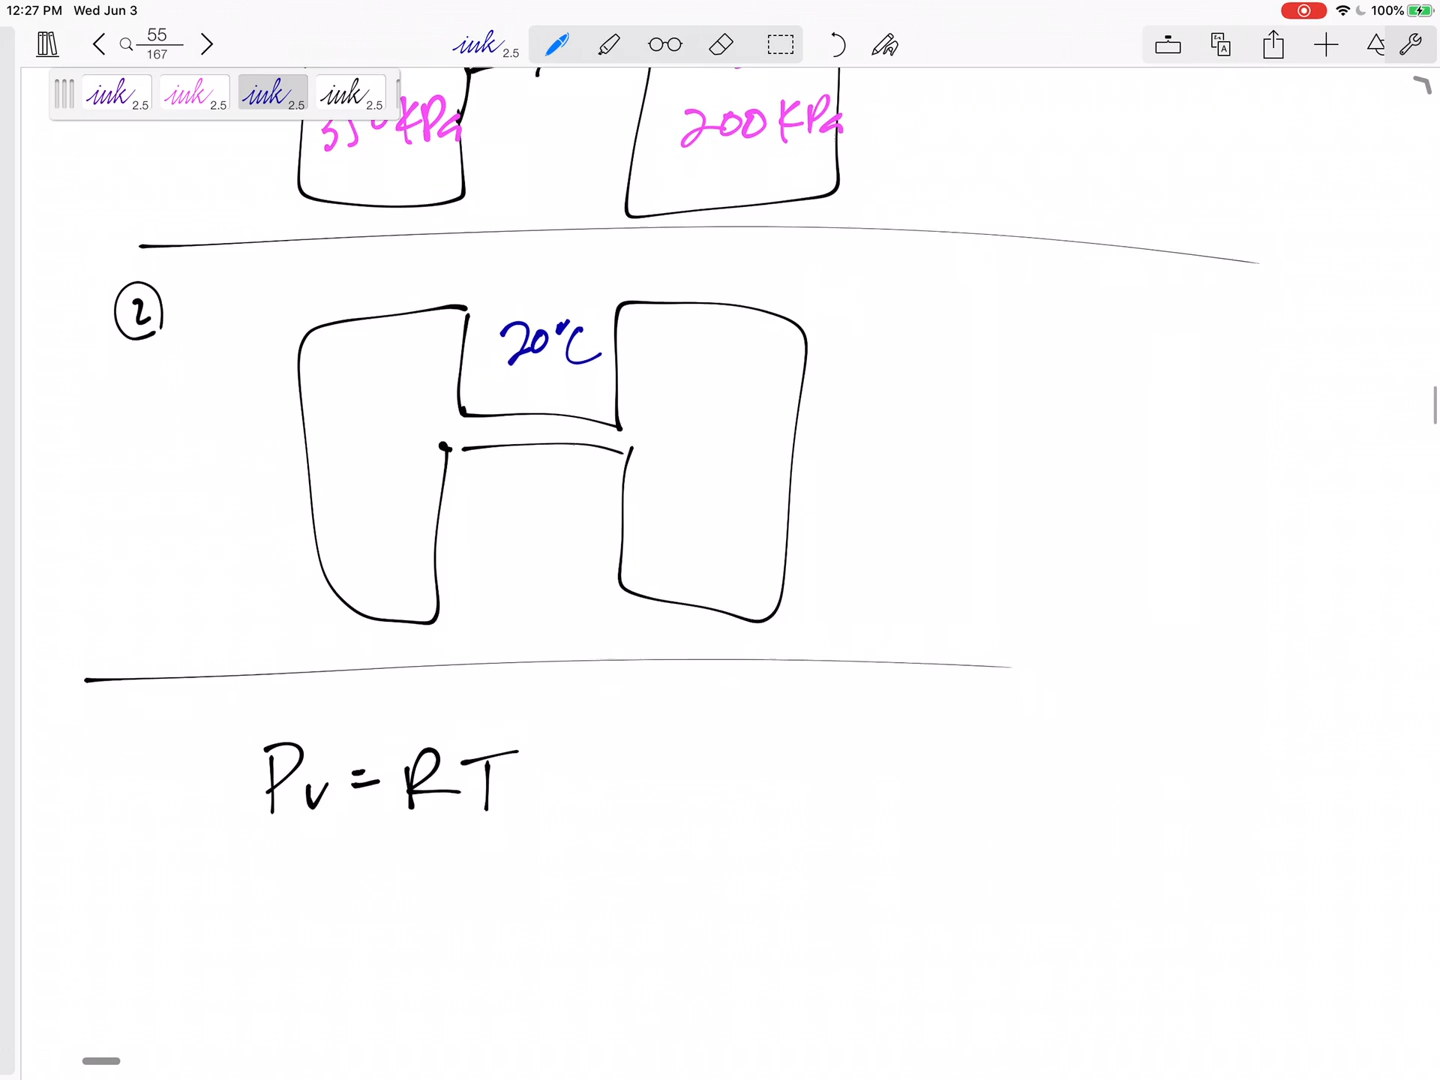 12:27 PM Wed Jun 3
100%
55
167
ink 2.5
ink 2.5
ink 2.5
ink 2.5
ink 2.5
KPa
200 KPa
2
20°C
Pv = RT